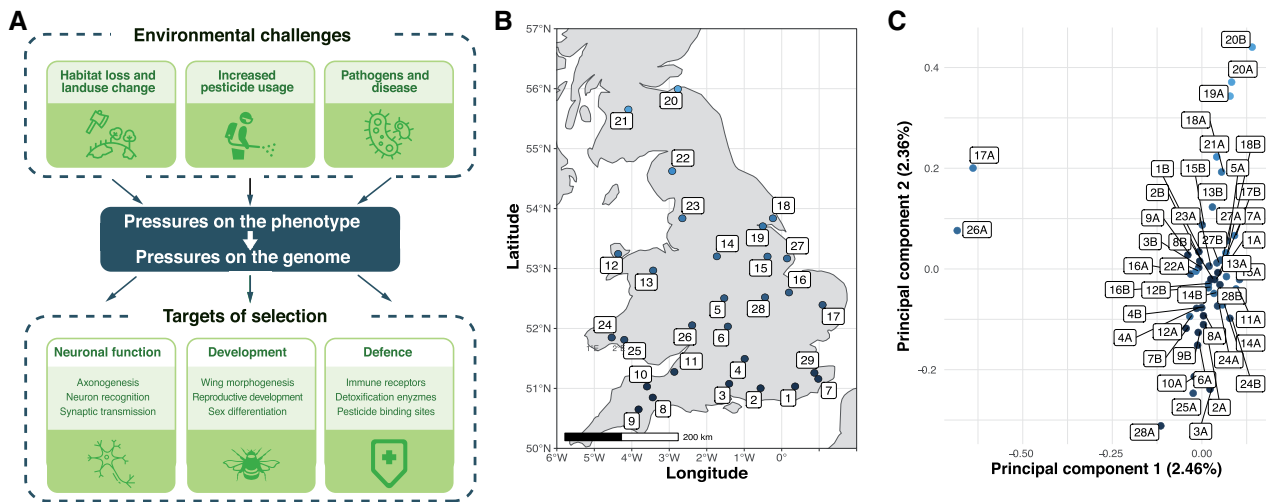 A
Environmental challenges
Habitat loss and
landuse change
Increased
pesticide usage
Pathogens and
disease
Pressures on the phenotype
Pressures on the genome
Targets of selection
Neuronal function
Axonogenesis
Neuron recognition
Synaptic transmission
Development
Wing morphogenesis
Reproductive development
Sex differentiation
Defence
Immune receptors
Detoxification enyzmes
Pesticide binding sites
B
57°N
56°N
55°N
54°N
53°N
52°N
51°N
50°N
Latitude
20
21
22
23
18
19
14
27
12
13
15
16
5
28
17
24
26
6
25
11
29
10
4
3
2
1
7
8
9
200 km
6°W
4°W
2°W
0°
Longitude
C
20B
20A
19A
18A
17A
21A
18B
1B
15B
5A
2B
13B
17B
26A
9A
23A
27A
7A
3B
8B
27B
1A
16A
22A
13A
15A
16B
12B
14B
28B
4B
11A
4A
12A
8A
14A
7B
9B
24A
10A
6A
24B
25A
2A
28A
3A
0.4
0.2
0.0
-0.2
Principal component 2 (2.36%)
-0.50
-0.25
0.00
Principal component 1 (2.46%)